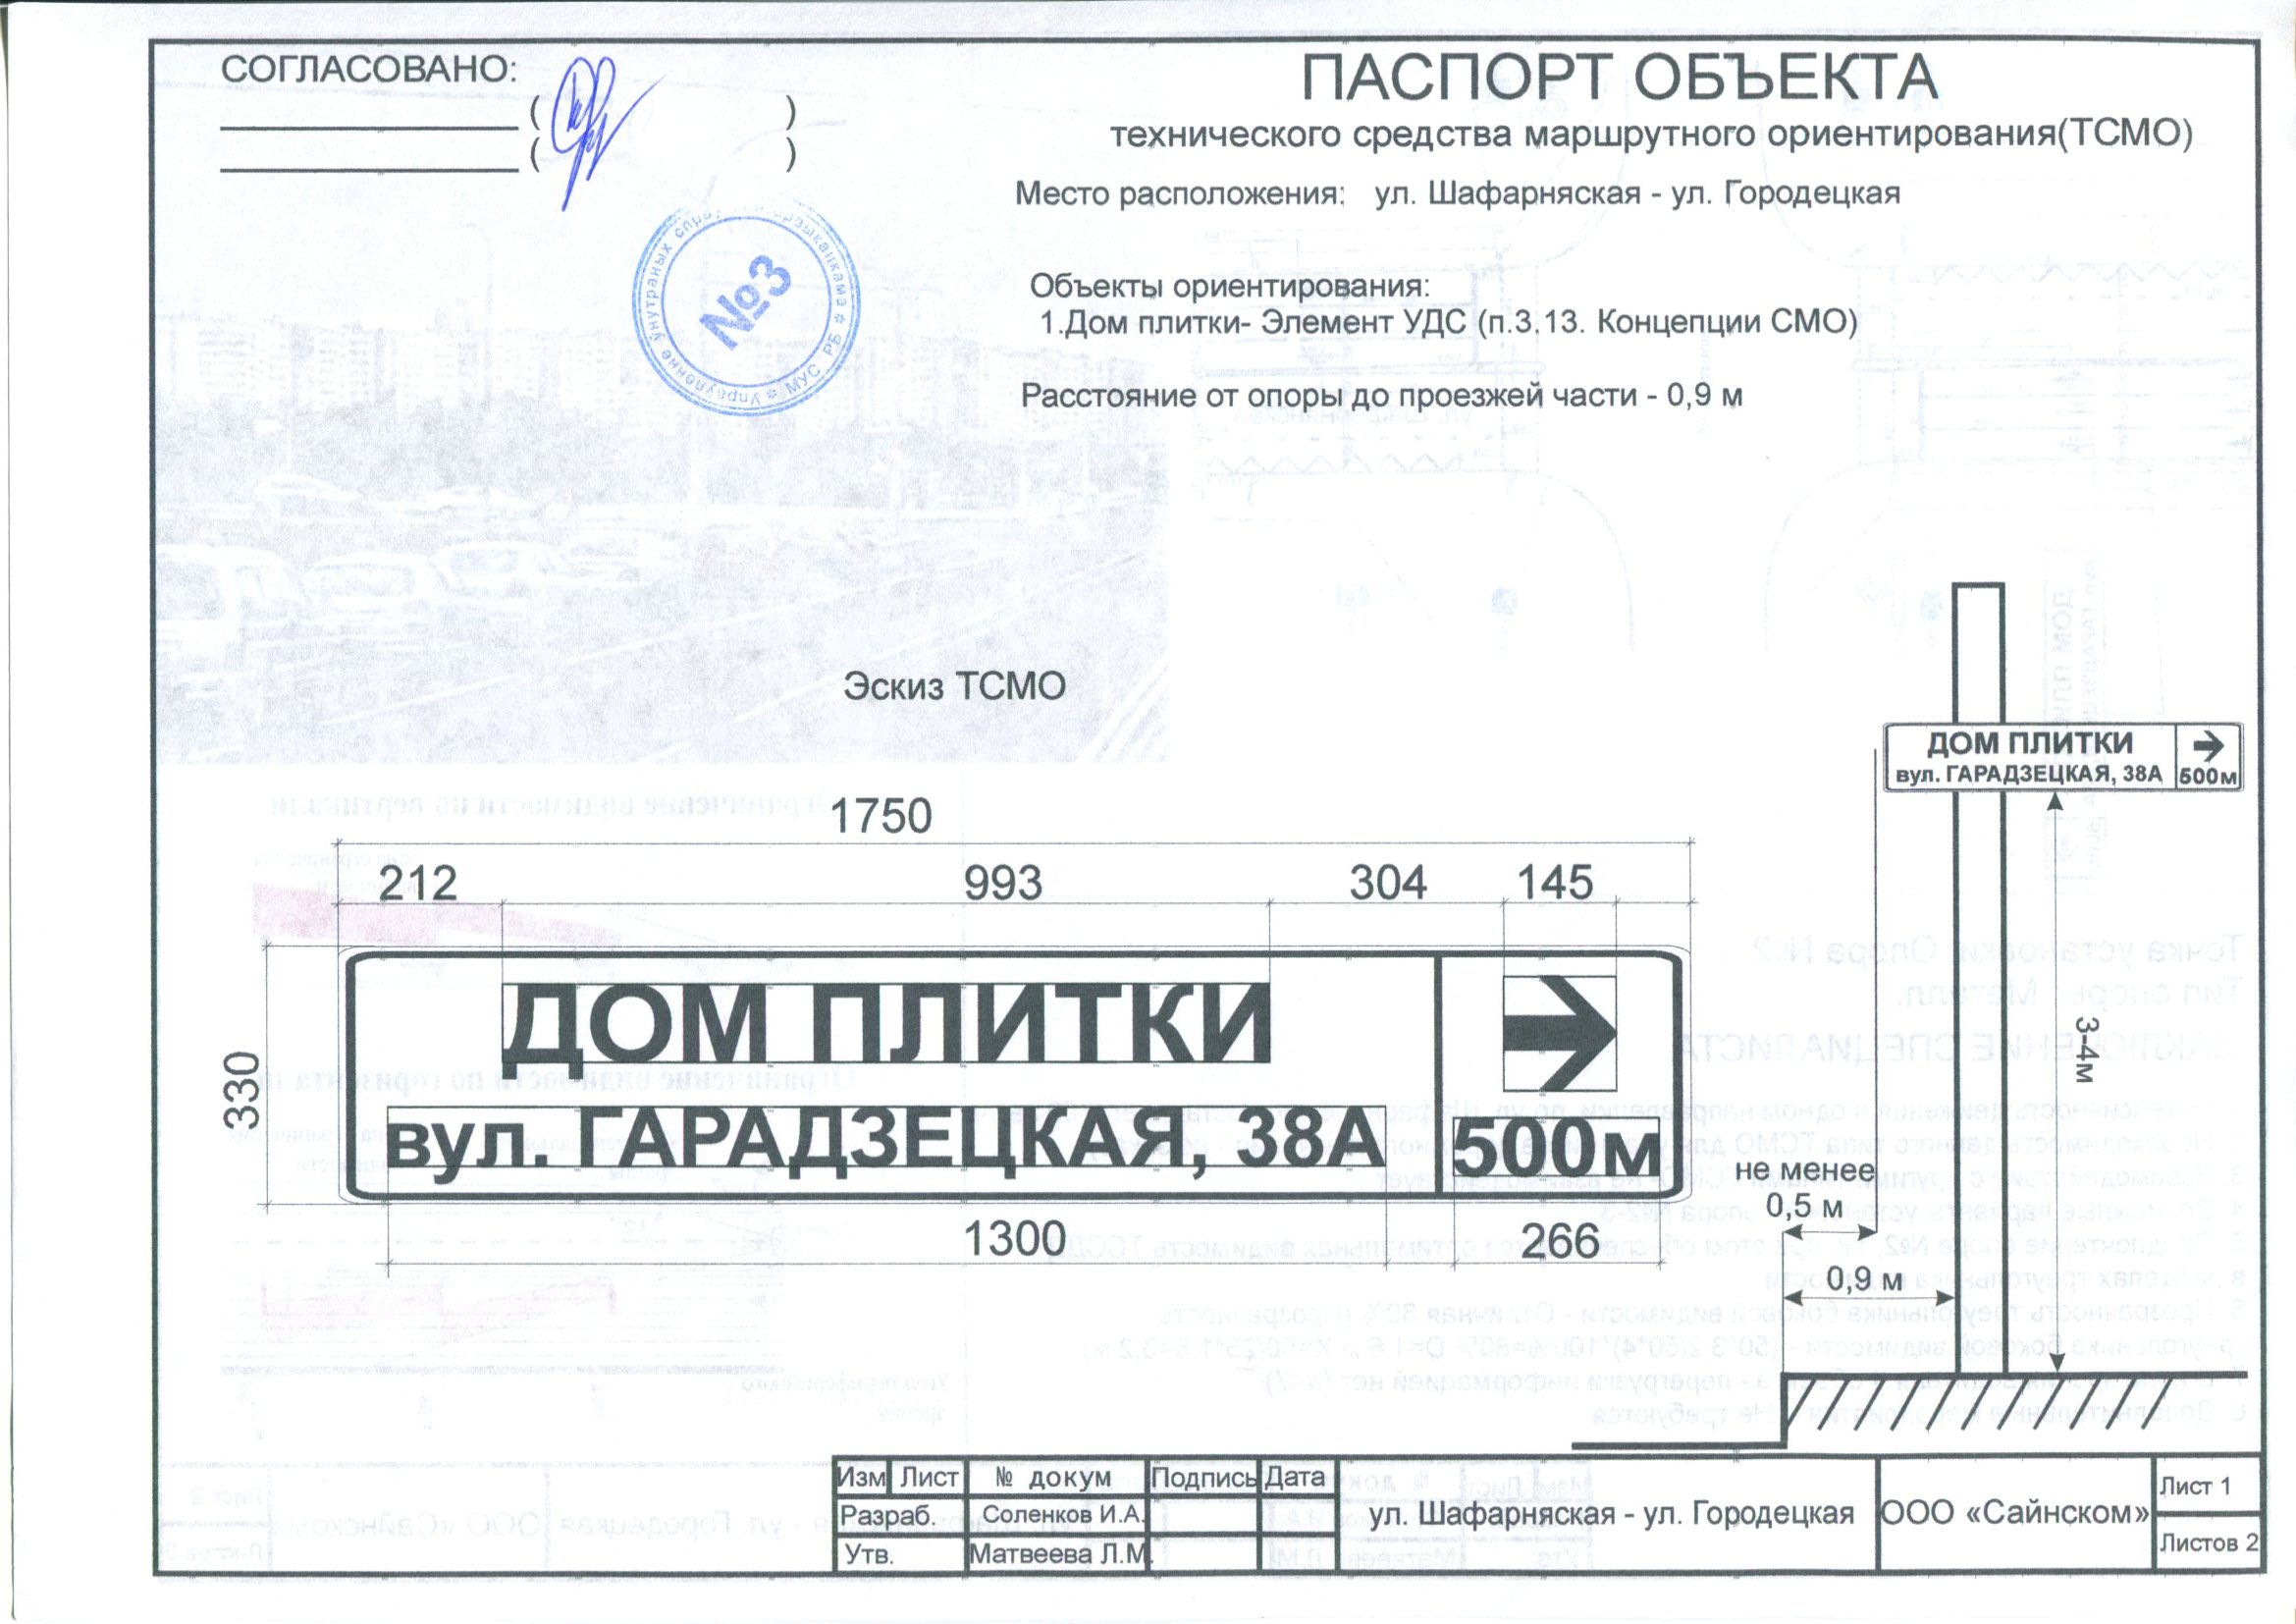 СОГЛАСОВАНО:
( )
( )
ПАСПОРТ ОБЪЕКТА
технического средства маршрутного ориентирования(ТСМО)
Место расположения: ул. Шафарняская - ул. Городецкая
№3
МУС РБ
Объекты ориентирования:
1.Дом плитки- Элемент УДС (п.3.13. Концепции СМО)
Расстояние от опоры до проезжей части - 0,9 м
Эскиз ТСМО
ДОМ ПЛИТКИ
вул. ГАРАДЗЕЦКАЯ, 38А
500м
1750
212 993 304 145
330
ДОМ ПЛИТКИ
вул. ГАРАДЗЕЦКАЯ, 38А
500м
1300 266
3-4м
не менее
0,5 м
0,9 м
Изм Лист № докум Подпись Дата
Разраб. Соленков И.А.
Утв. Матвеева Л.М.
ул. Шафарняская - ул. Городецкая
ООО «Сайнском»
Лист 1
Листов 2